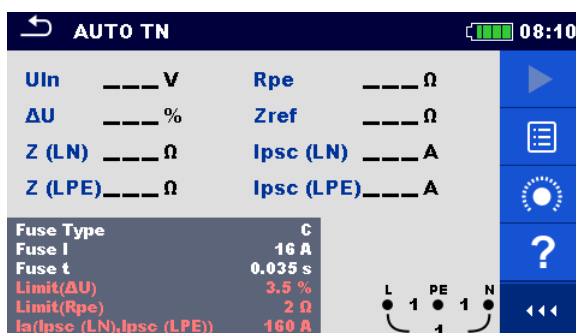 AUTO TN 08:10
Uln ___V Rpe ___Ω
ΔU ___% Zref ___Ω
Z (LN) ___Ω Ipsc (LN) ___A
Z (LPE)___Ω Ipsc (LPE)___A
Fuse Type C
Fuse I 16 A
Fuse t 0.035 s
Limit(ΔU) 3.5 %
Limit(Rpe) 2 Ω
Ia(Ipsc (LN),Ipsc (LPE)) 160 A
L PE N
1 1
1
?